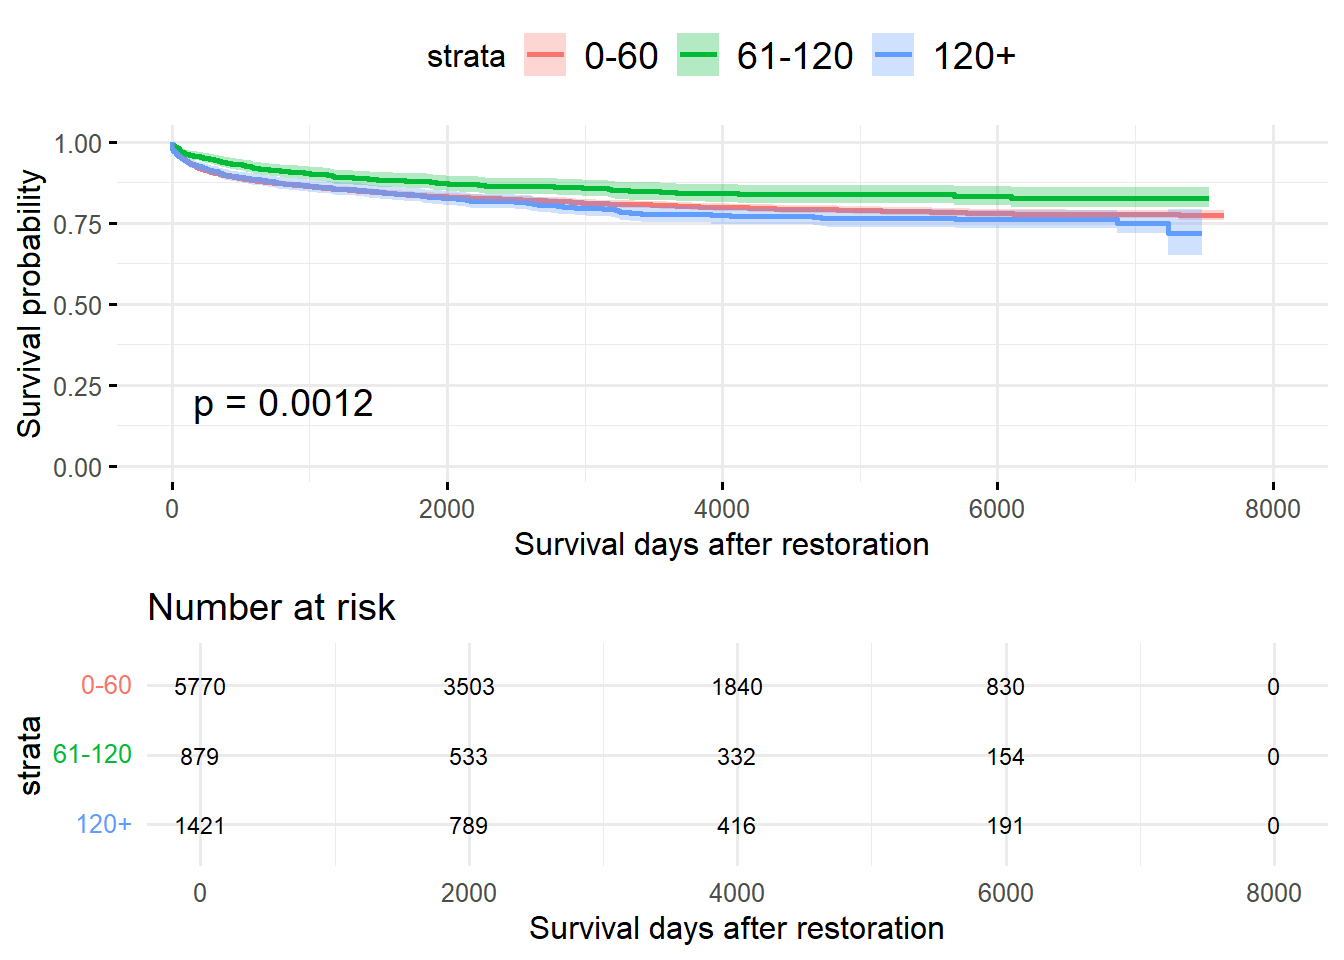 strata 0-60 61-120 120+
Survival probability
1.00
0.75
0.50
0.25
0.00
p = 0.0012
0 2000 4000 6000 8000
Survival days after restoration
Number at risk
strata
0-60 5770 3503 1840 830 0
61-120 879 533 332 154 0
120+ 1421 789 416 191 0
0 2000 4000 6000 8000
Survival days after restoration